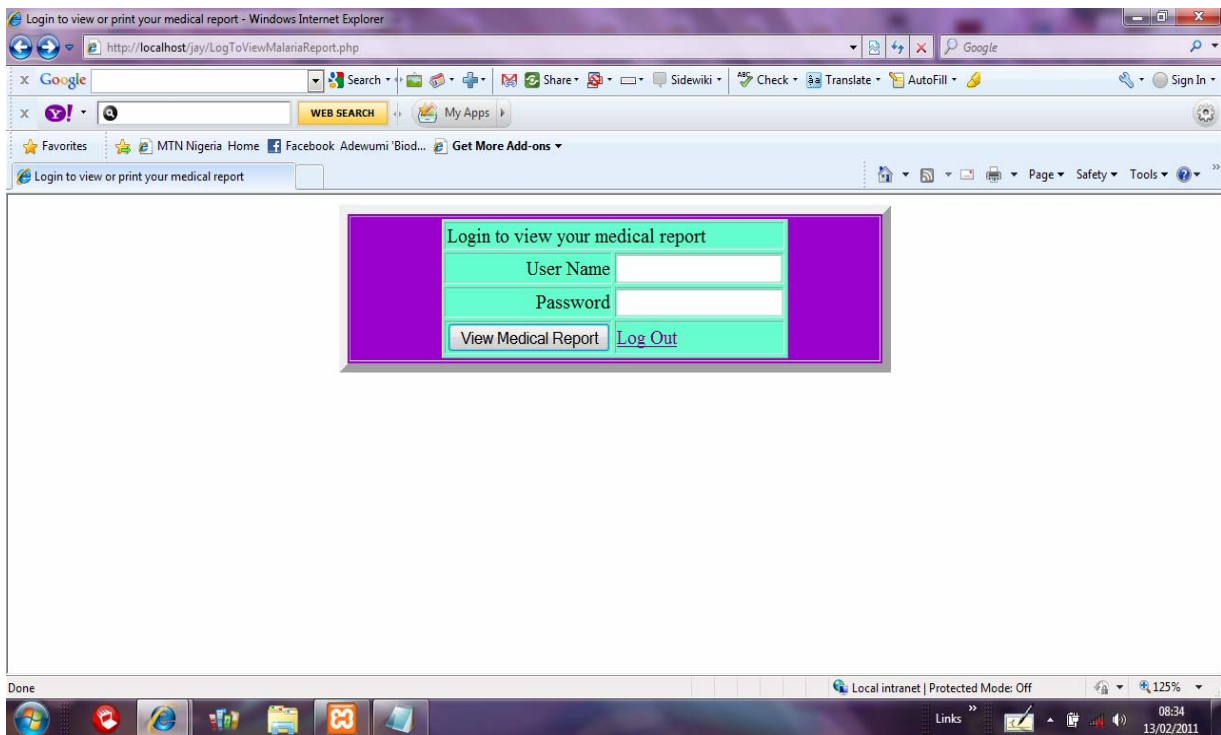 Login to view or print your medical report - Windows Internet Explorer
http://localhost/jay/LogToViewMalariaReport.php
Google
x Google Search Share Sidewiki ABC Check aa Translate AutoFill Sign In
x Y! WEB SEARCH My Apps
Favorites MTN Nigeria Home Facebook Adewumi 'Biod... Get More Add-ons
Login to view or print your medical report
Page Safety Tools
Login to view your medical report
User Name
Password
View Medical Report Log Out
Done Local intranet | Protected Mode: Off 125%
Links 08:34
13/02/2011